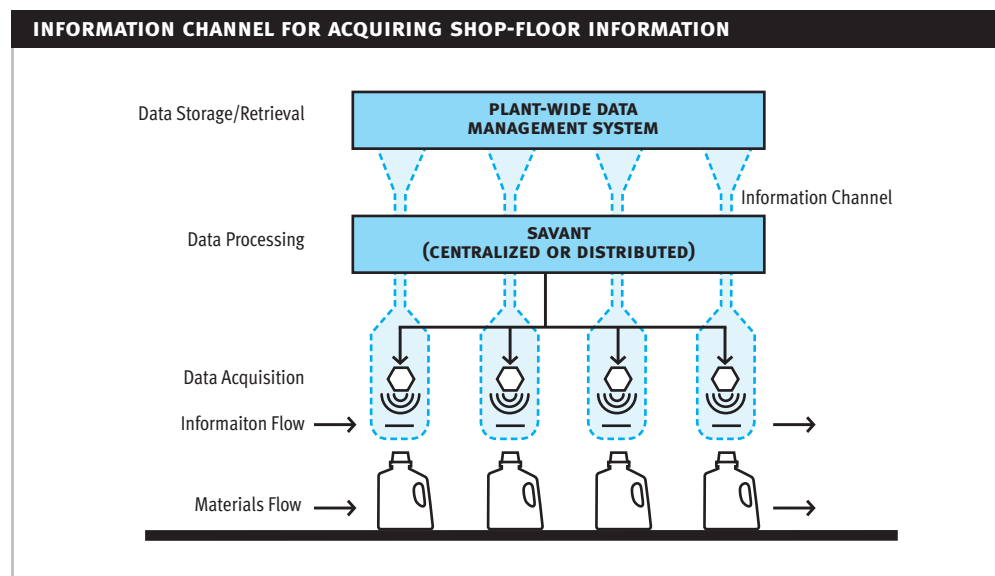 INFORMATION CHANNEL FOR ACQUIRING SHOP-FLOOR INFORMATION
Data Storage/Retrieval
PLANT-WIDE DATA
MANAGEMENT SYSTEM
Information Channel
Data Processing
SAVANT
(CENTRALIZED OR DISTRIBUTED)
Data Acquisition
Informaiton Flow
Materials Flow